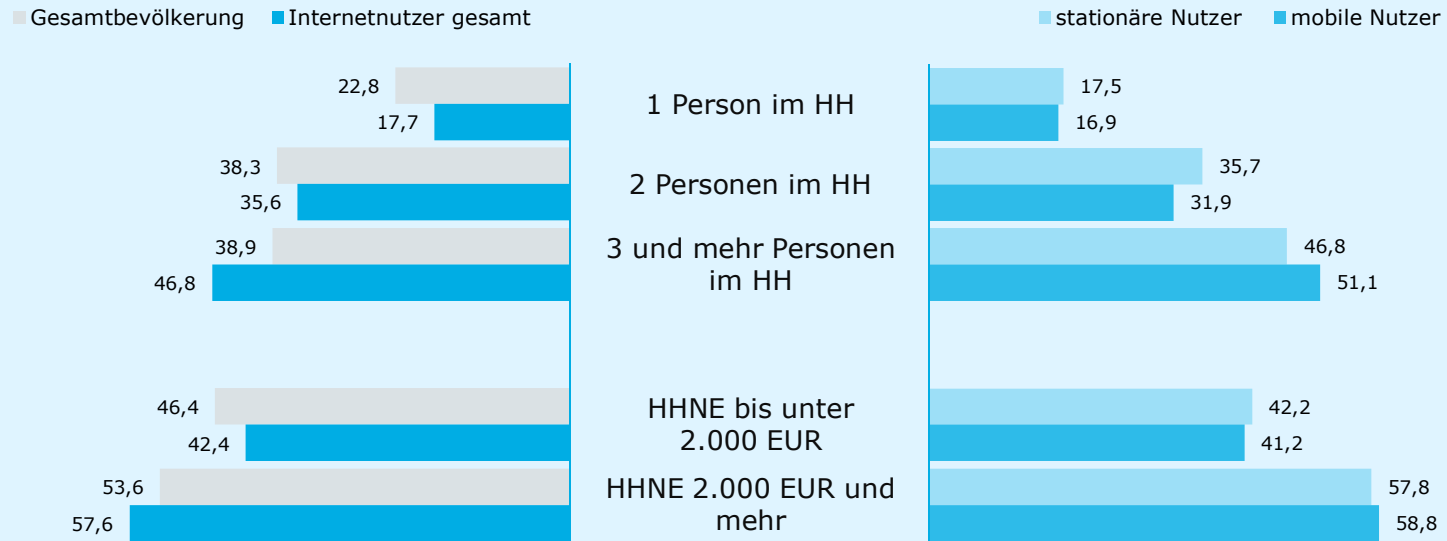 Gesamtbevölkerung Internetnutzer gesamt
stationäre Nutzer mobile Nutzer
22,8
17,7
1 Person im HH
17,5
16,9
38,3
35,6
2 Personen im HH
35,7
31,9
38,9
46,8
3 und mehr Personen
im HH
46,8
51,1
46,4
42,4
HHNE bis unter
2.000 EUR
42,2
41,2
53,6
57,6
HHNE 2.000 EUR und
mehr
57,8
58,8